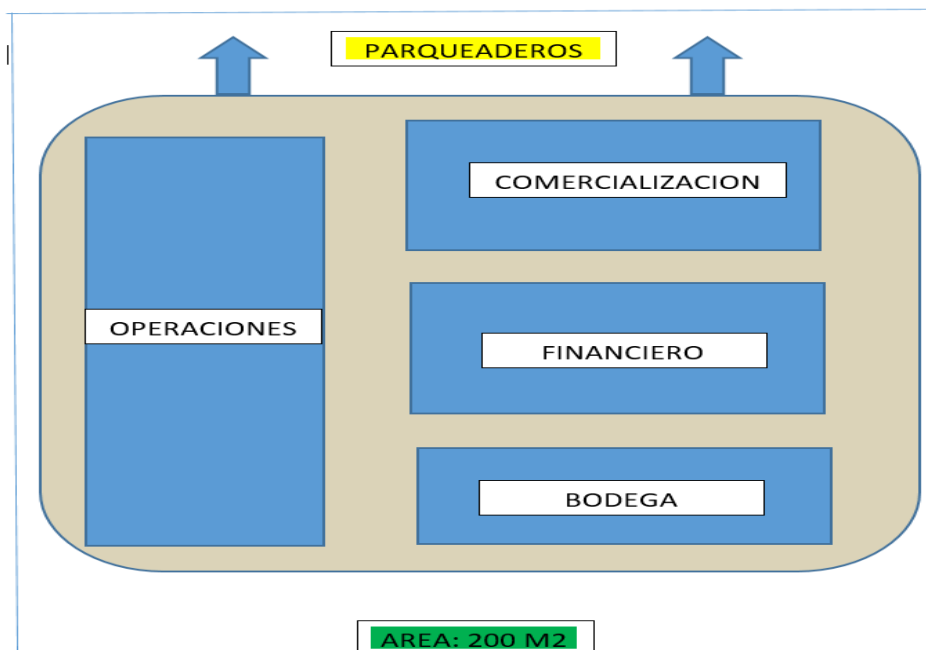 PARQUEADEROS
COMERCIALIZACION
OPERACIONES
FINANCIERO
BODEGA
AREA: 200 M2